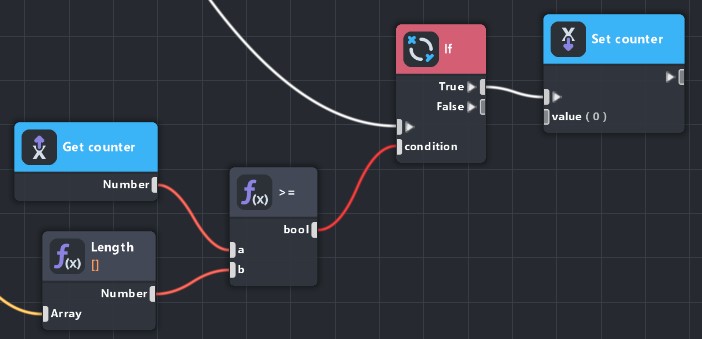 If
True
False
condition
Set counter
value ( 0 )
Get counter
Number
f(x) >=
bool
a
b
f(x) Length
[]
Number
Array